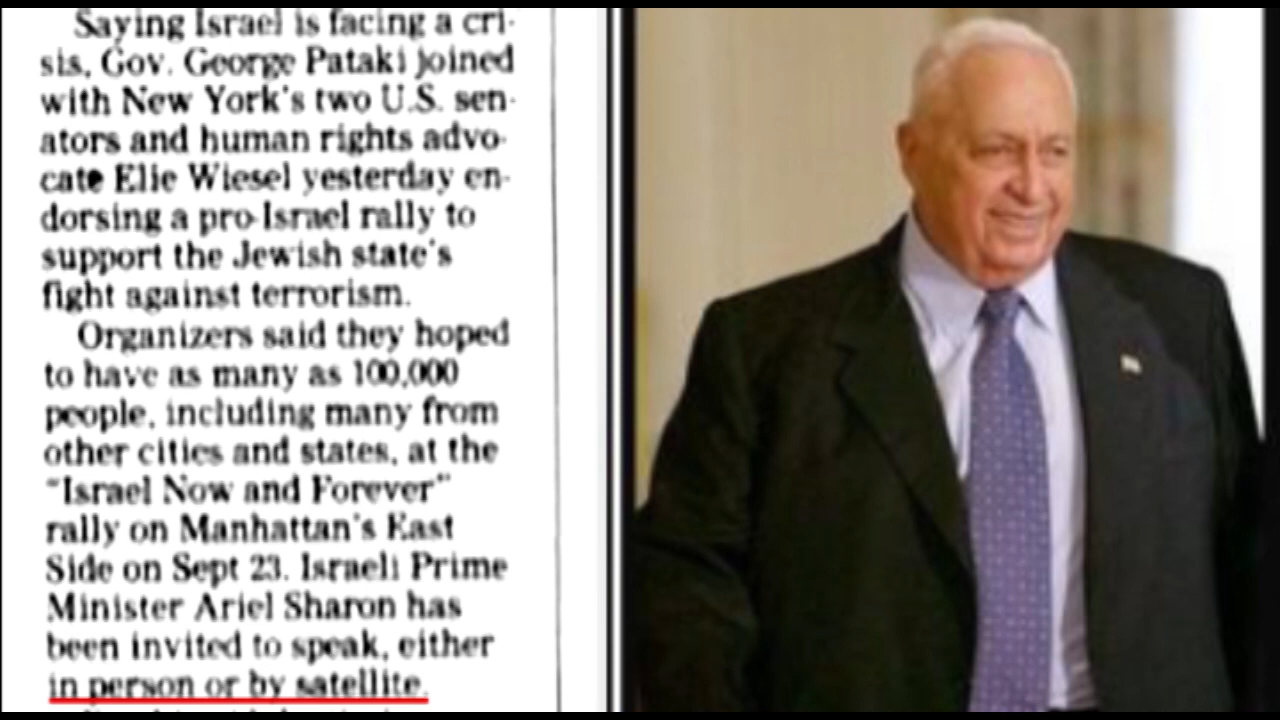 Saying Israel is facing a cri-
sis, Gov. George Pataki joined
with New York's two U.S. sen-
ators and human rights advo-
cate Elie Wiesel yesterday en-
dorsing a pro-Israel rally to
support the Jewish state's
fight against terrorism.
Organizers said they hoped
to have as many as 100,000
people, including many from
other cities and states, at the
"Israel Now and Forever"
rally on Manhattan's East
Side on Sept 23. Israeli Prime
Minister Ariel Sharon has
been invited to speak, either
in person or by satellite.